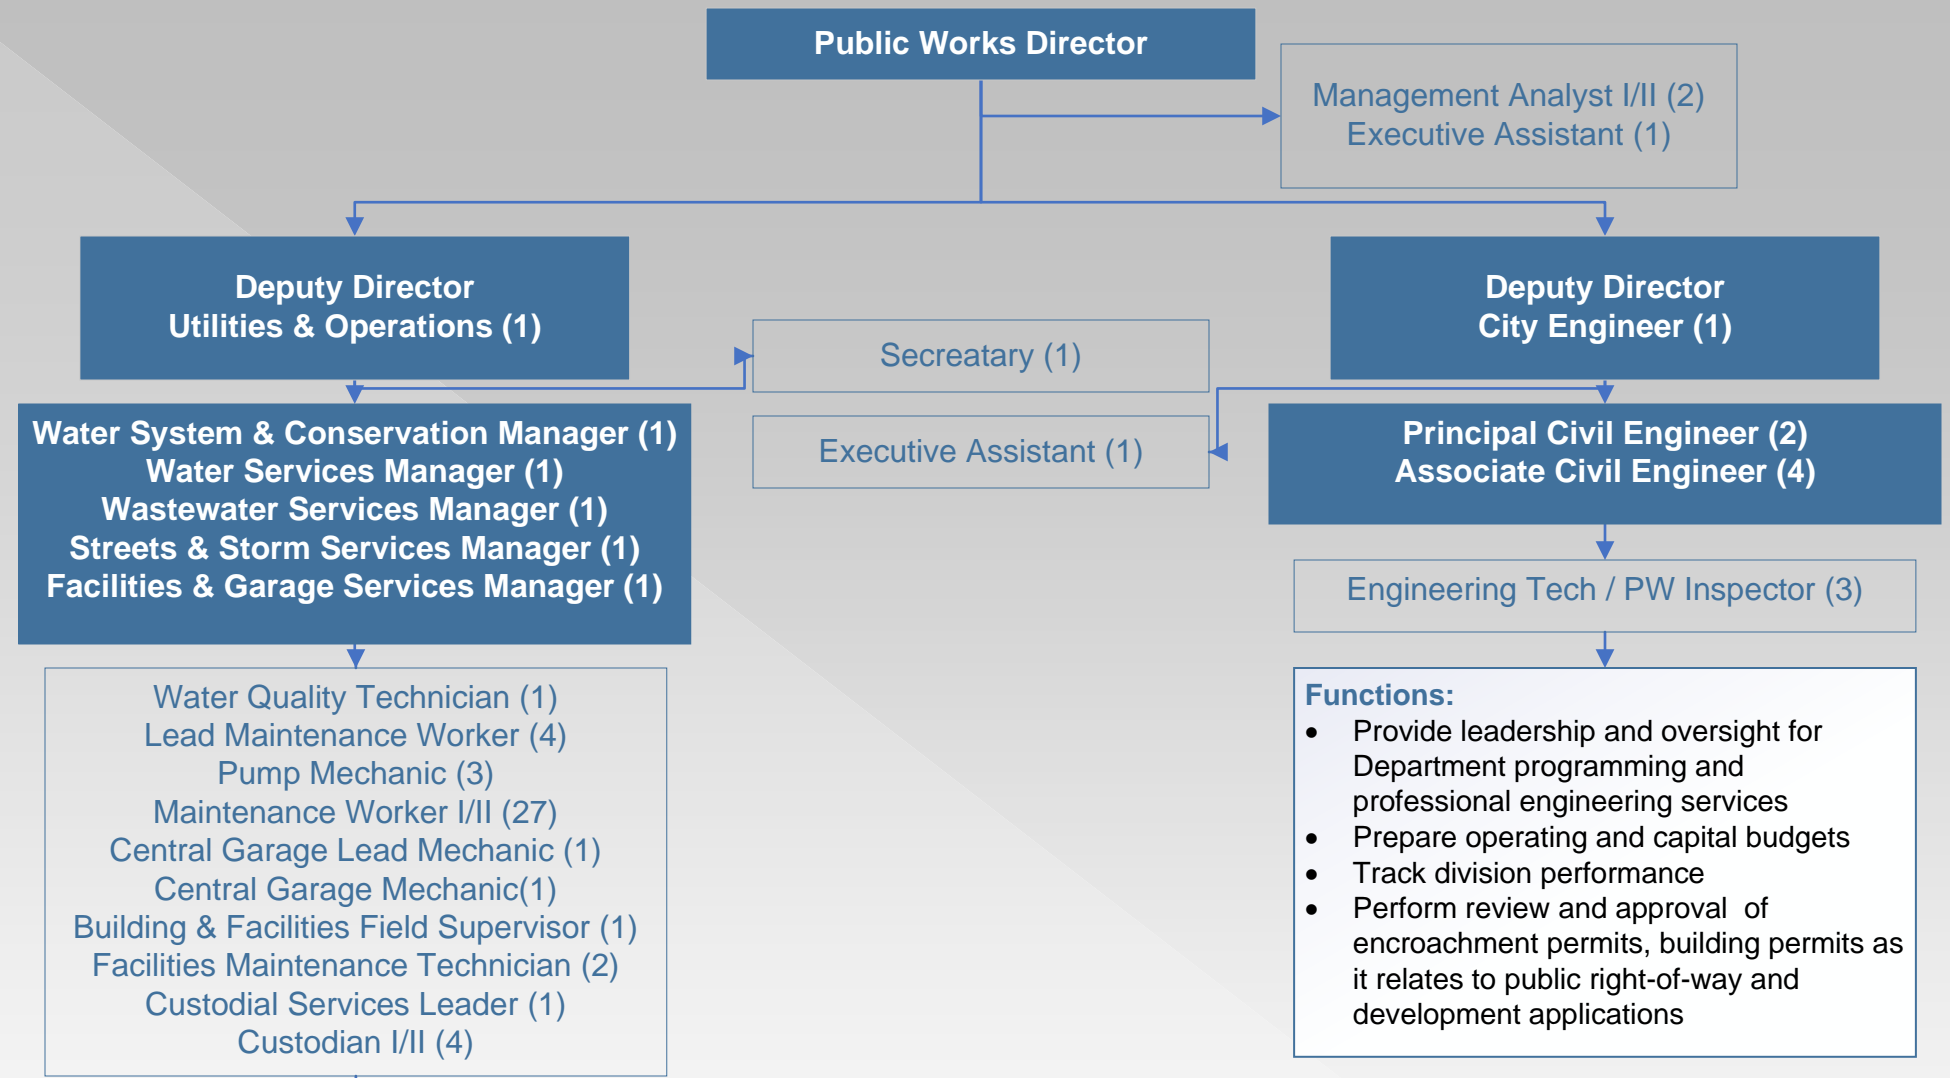 Public Works Director
Management Analyst I/II (2)
Executive Assistant (1)
Deputy Director
Utilities & Operations (1)
Deputy Director
City Engineer (1)
Secreatary (1)
Executive Assistant (1)
Water System & Conservation Manager (1)
Water Services Manager (1)
Wastewater Services Manager (1)
Streets & Storm Services Manager (1)
Facilities & Garage Services Manager (1)
Principal Civil Engineer (2)
Associate Civil Engineer (4)
Engineering Tech / PW Inspector (3)
Water Quality Technician (1)
Lead Maintenance Worker (4)
Pump Mechanic (3)
Maintenance Worker I/II (27)
Central Garage Lead Mechanic (1)
Central Garage Mechanic(1)
Building & Facilities Field Supervisor (1)
Facilities Maintenance Technician (2)
Custodial Services Leader (1)
Custodian I/II (4)
Functions:
• Provide leadership and oversight for
Department programming and
professional engineering services
• Prepare operating and capital budgets
• Track division performance
• Perform review and approval  of
encroachment permits, building permits as
it relates to public right-of-way and
development applications